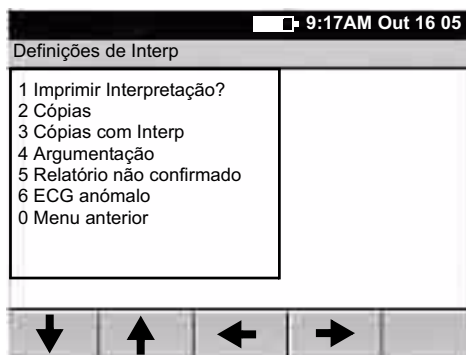 9:17AM Out 16 05
Definições de Interp
1 Imprimir Interpretação?
2 Cópias
3 Cópias com Interp
4 Argumentação
5 Relatório não confirmado
6 ECG anómalo
0 Menu anterior